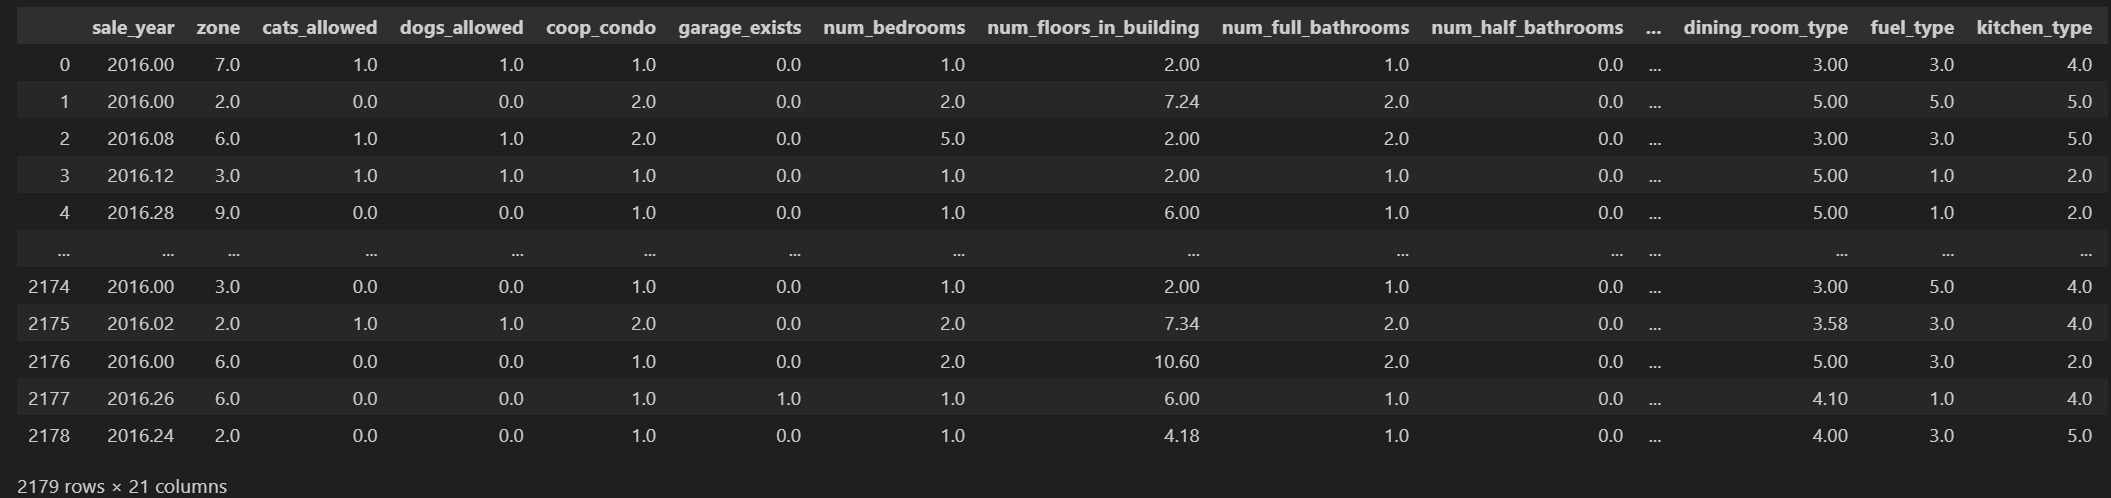 sale_year zone cats_allowed dogs_allowed coop_condo garage_exists num_bedrooms num_floors_in_building num_full_bathrooms num_half_bathrooms ... dining_room_type fuel_type kitchen_type
0 2016.00 7.0 1.0 1.0 1.0 0.0 1.0 2.00 1.0 0.0 ... 3.00 3.0 4.0
1 2016.00 2.0 0.0 0.0 2.0 0.0 2.0 7.24 2.0 0.0 ... 5.00 5.0 5.0
2 2016.08 6.0 1.0 1.0 2.0 0.0 5.0 2.00 2.0 0.0 ... 3.00 3.0 5.0
3 2016.12 3.0 1.0 1.0 1.0 0.0 1.0 2.00 1.0 0.0 ... 5.00 1.0 2.0
4 2016.28 9.0 0.0 0.0 1.0 0.0 1.0 6.00 1.0 0.0 ... 5.00 1.0 2.0
... ... ... ... ... ... ... ... ... ... ... ... ... ... ...
2174 2016.00 3.0 0.0 0.0 1.0 0.0 1.0 2.00 1.0 0.0 ... 3.00 5.0 4.0
2175 2016.02 2.0 1.0 1.0 2.0 0.0 2.0 7.34 2.0 0.0 ... 3.58 3.0 4.0
2176 2016.00 6.0 0.0 0.0 1.0 0.0 2.0 10.60 2.0 0.0 ... 5.00 3.0 2.0
2177 2016.26 6.0 0.0 0.0 1.0 1.0 1.0 6.00 1.0 0.0 ... 4.10 1.0 4.0
2178 2016.24 2.0 0.0 0.0 1.0 0.0 1.0 4.18 1.0 0.0 ... 4.00 3.0 5.0
2179 rows × 21 columns